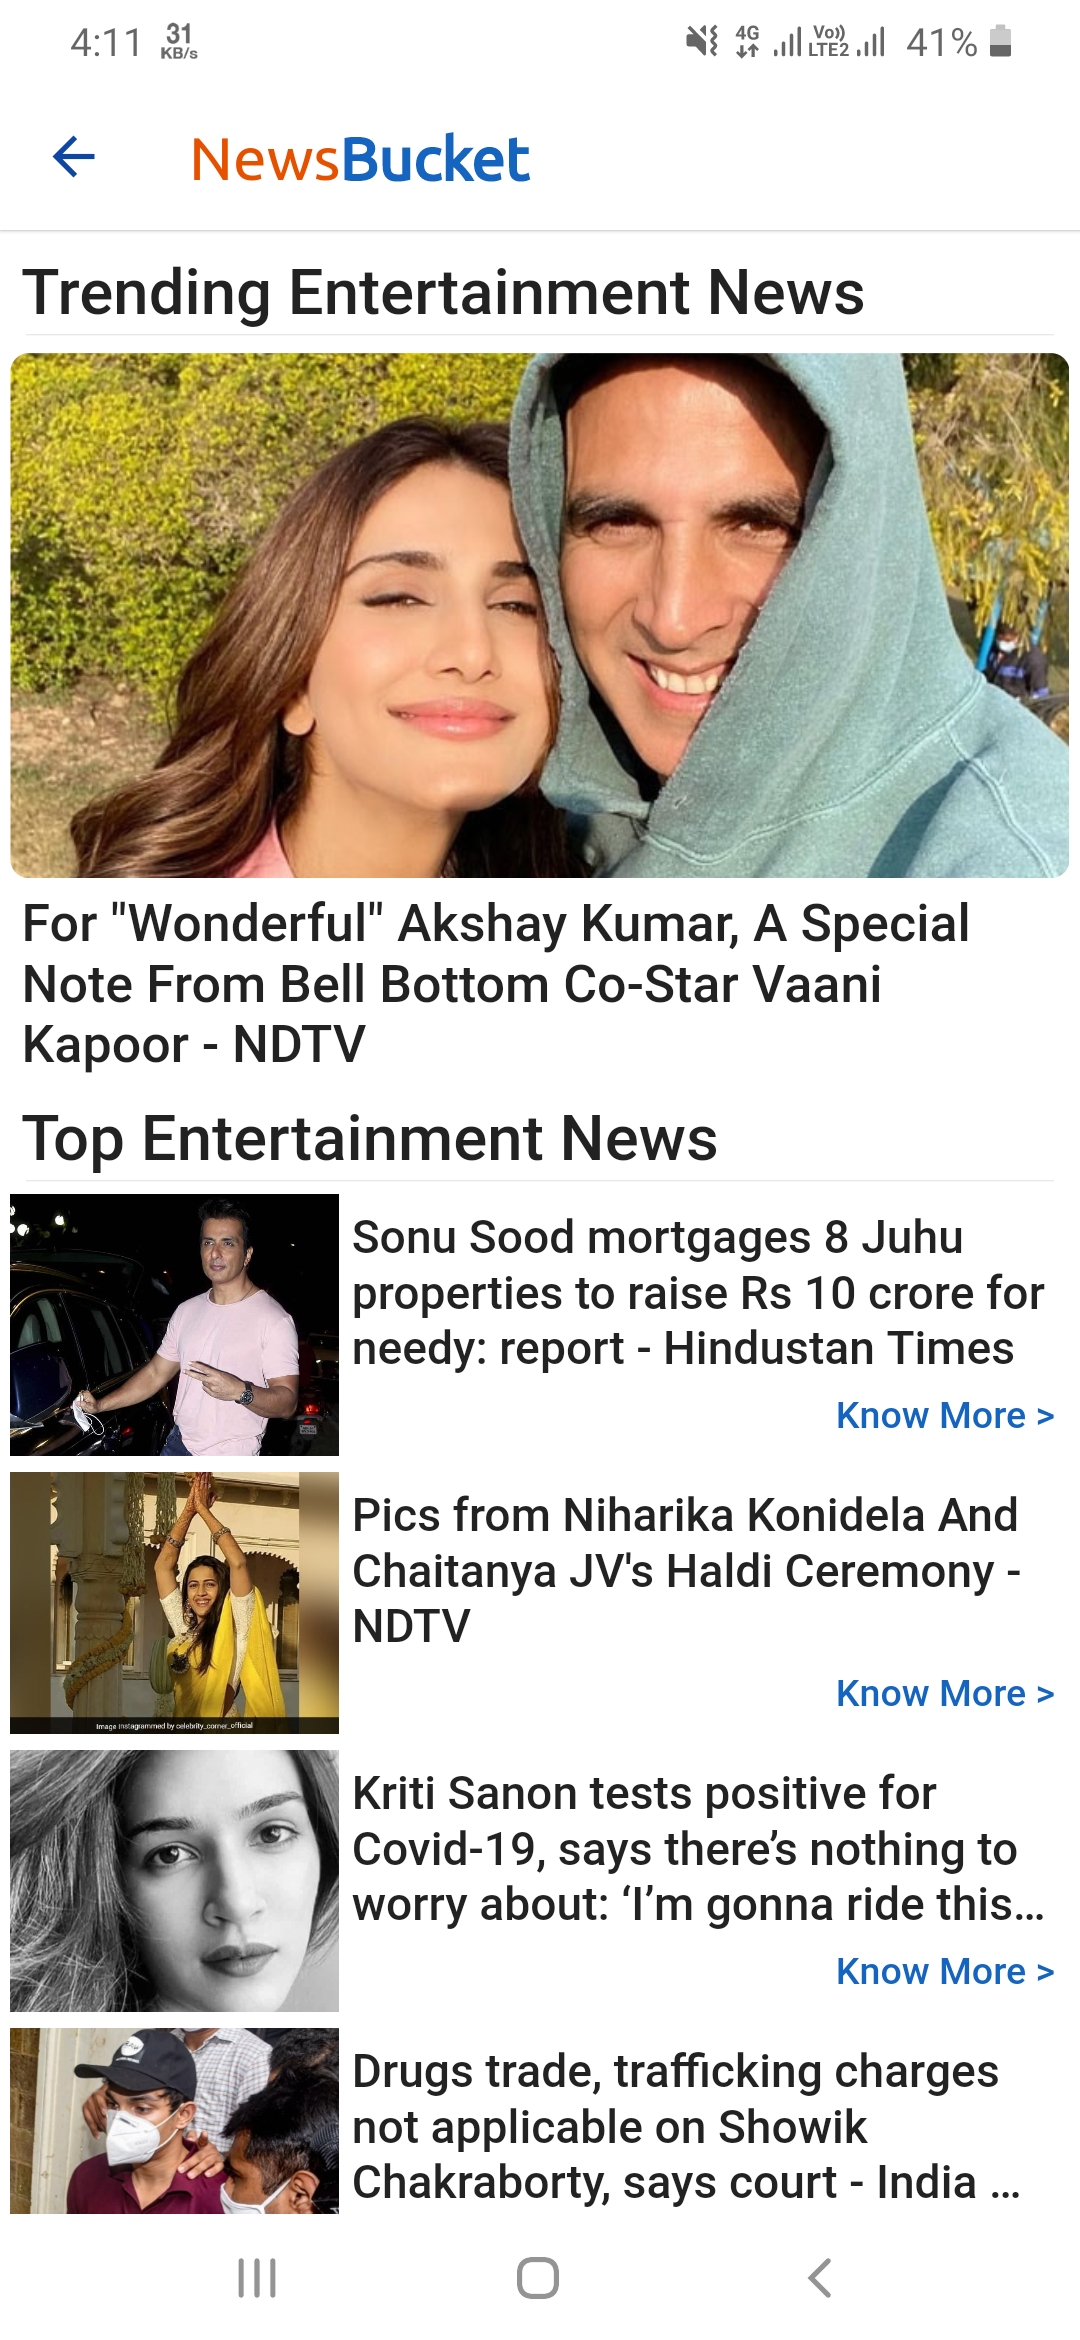 4:11 31 KB/s 4G Vo)) LTE2 41%
NewsBucket
Trending Entertainment News
For "Wonderful" Akshay Kumar, A Special
Note From Bell Bottom Co-Star Vaani
Kapoor - NDTV
Top Entertainment News
Sonu Sood mortgages 8 Juhu
properties to raise Rs 10 crore for
needy: report - Hindustan Times
Know More >
Pics from Niharika Konidela And
Chaitanya JV's Haldi Ceremony -
NDTV
Know More >
Image Instagrammed by celebrity_corner_official
Kriti Sanon tests positive for
Covid-19, says there’s nothing to
worry about: ‘I’m gonna ride this...
Know More >
Drugs trade, trafficking charges
not applicable on Showik
Chakraborty, says court - India ...